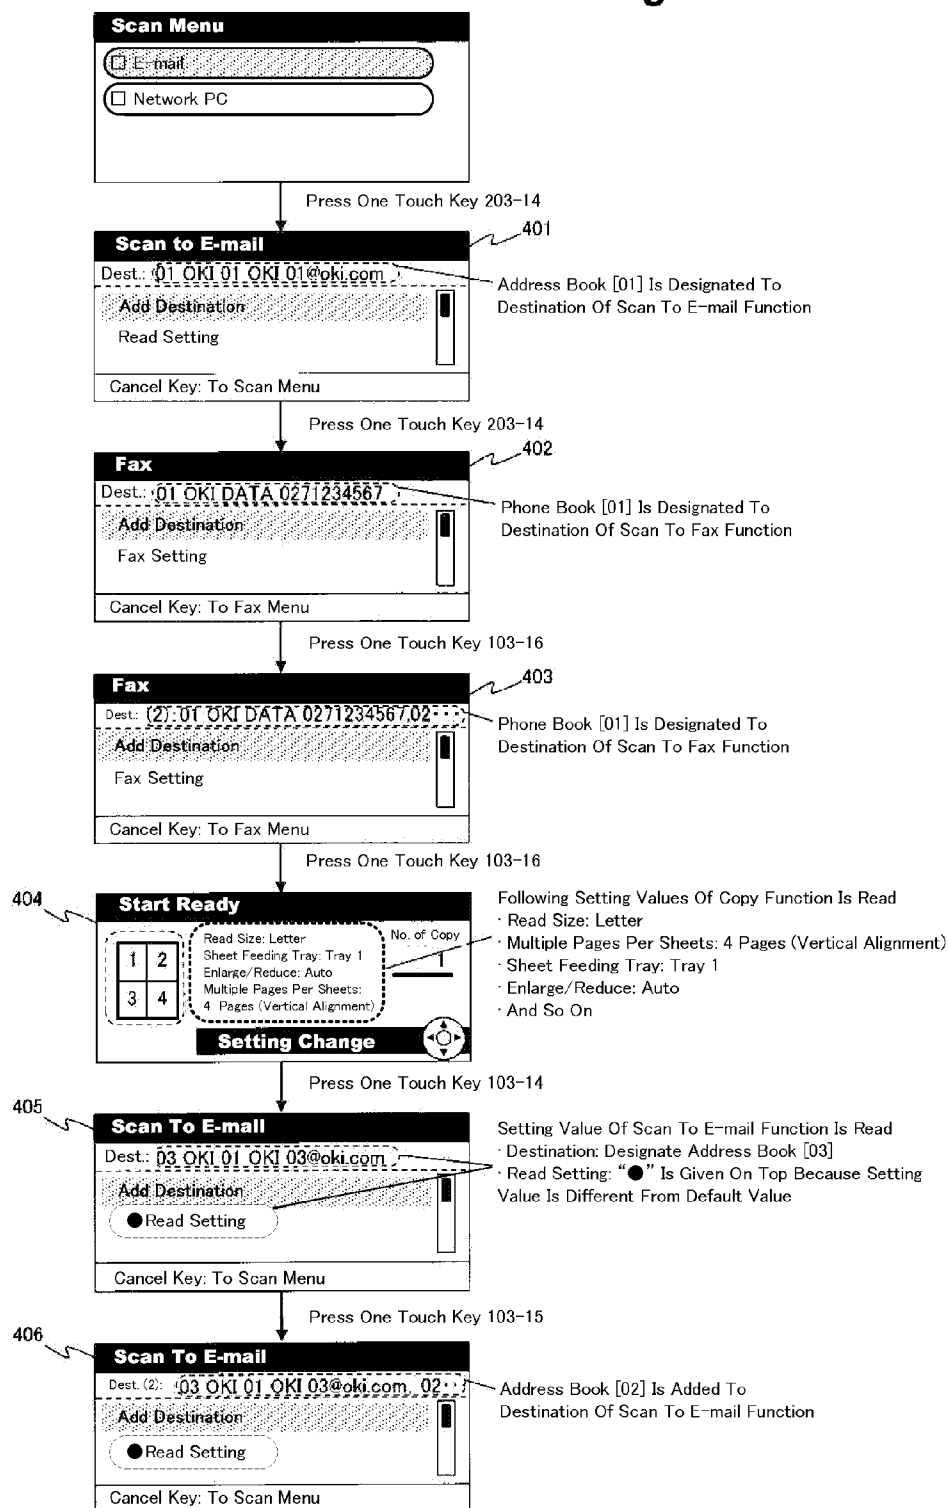 Scan Menu
□ E-mail
□ Network PC
Press One Touch Key 203-14
401
Scan to E-mail
Dest.: 01 OKI 01 OKI 01@oki.com
Address Book [01] Is Designated To
Destination Of Scan To E-mail Function
Add Destination
Read Setting
Cancel Key: To Scan Menu
Press One Touch Key 203-14
402
Fax
Dest.: 01 OKI DATA 0271234567
Phone Book [01] Is Designated To
Destination Of Scan To Fax Function
Add Destination
Fax Setting
Cancel Key: To Fax Menu
Press One Touch Key 103-16
403
Fax
Dest.: (2):01 OKI DATA 0271234567,02
Phone Book [01] Is Designated To
Destination Of Scan To Fax Function
Add Destination
Fax Setting
Cancel Key: To Fax Menu
Press One Touch Key 103-16
404
Start Ready
1 2
3 4
Read Size: Letter
Sheet Feeding Tray: Tray 1
Enlarge/Reduce: Auto
Multiple Pages Per Sheets:
4 Pages (Vertical Alignment)
No. of Copy
1
Setting Change
Following Setting Values Of Copy Function Is Read
· Read Size: Letter
· Multiple Pages Per Sheets: 4 Pages (Vertical Alignment)
· Sheet Feeding Tray: Tray 1
· Enlarge/Reduce: Auto
· And So On
Press One Touch Key 103-14
405
Scan To E-mail
Dest.: 03 OKI 01 OKI 03@oki.com
Add Destination
●Read Setting
Cancel Key: To Scan Menu
Setting Value Of Scan To E-mail Function Is Read
· Destination: Designate Address Book [03]
· Read Setting: “●” Is Given On Top Because Setting
Value Is Different From Default Value
Press One Touch Key 103-15
406
Scan To E-mail
Dest. (2): 03 OKI 01 OKI 03@oki.com 02··
Address Book [02] Is Added To
Destination Of Scan To E-mail Function
Add Destination
●Read Setting
Cancel Key: To Scan Menu